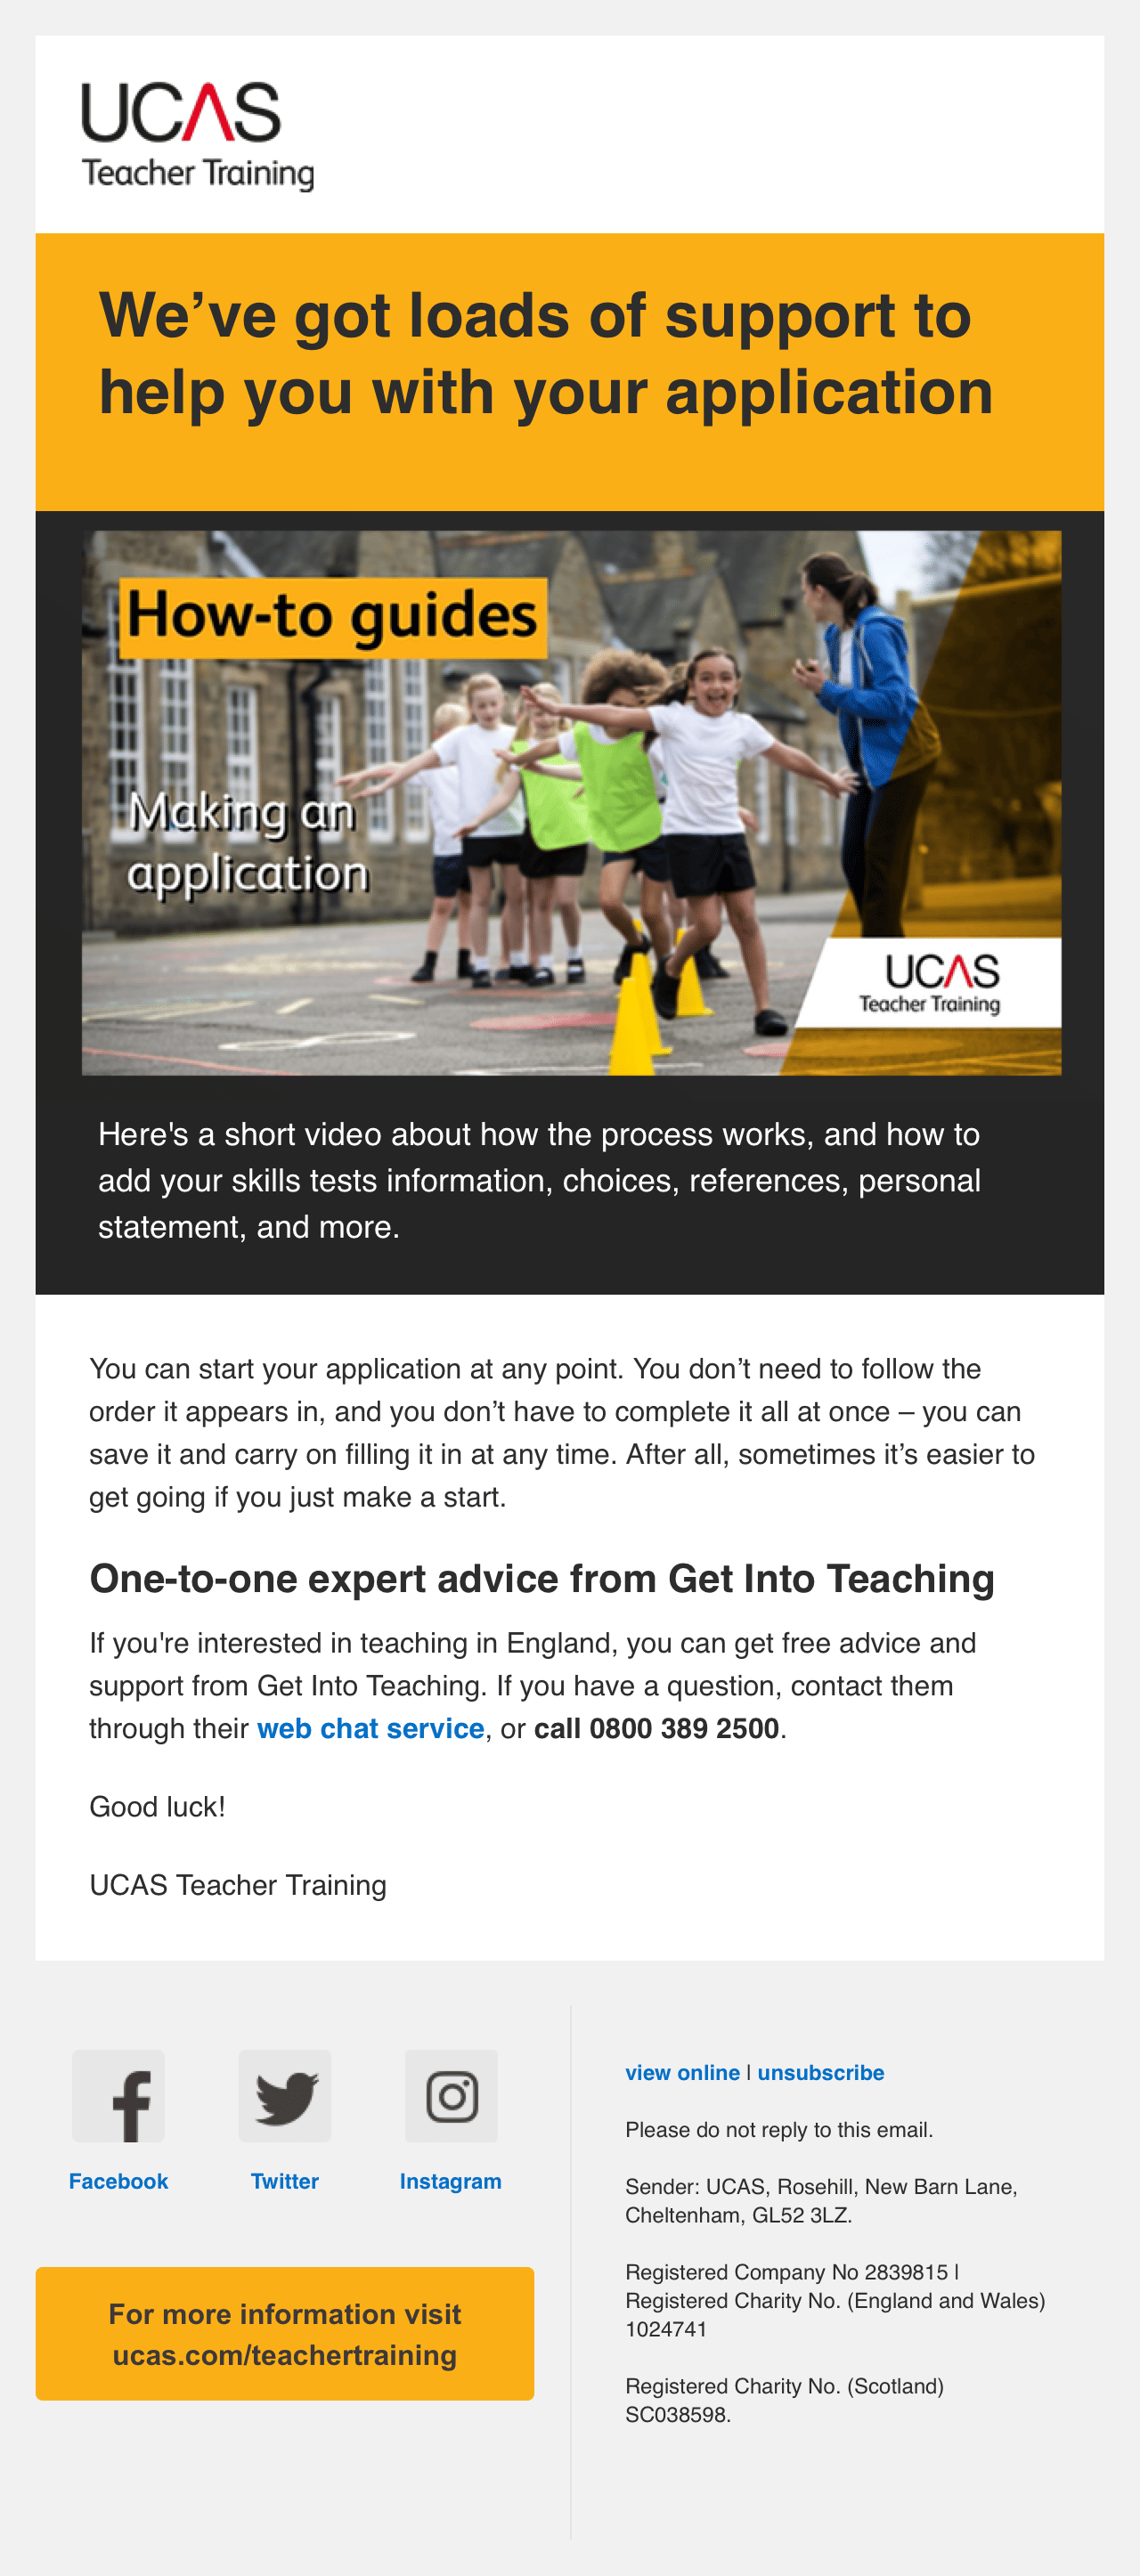 UCAS
Teacher Training
We’ve got loads of support to
help you with your application
How-to guides
Making an
application
UCAS
Teacher Training
Here's a short video about how the process works, and how to
add your skills tests information, choices, references, personal
statement, and more.
You can start your application at any point. You don’t need to follow the
order it appears in, and you don’t have to complete it all at once – you can
save it and carry on filling it in at any time. After all, sometimes it’s easier to
get going if you just make a start.
One-to-one expert advice from Get Into Teaching
If you're interested in teaching in England, you can get free advice and
support from Get Into Teaching. If you have a question, contact them
through their web chat service, or call 0800 389 2500.
Good luck!
UCAS Teacher Training
Facebook
Twitter
Instagram
For more information visit
ucas.com/teachertraining
view online | unsubscribe
Please do not reply to this email.
Sender: UCAS, Rosehill, New Barn Lane,
Cheltenham, GL52 3LZ.
Registered Company No 2839815 |
Registered Charity No. (England and Wales)
1024741
Registered Charity No. (Scotland)
SC038598.